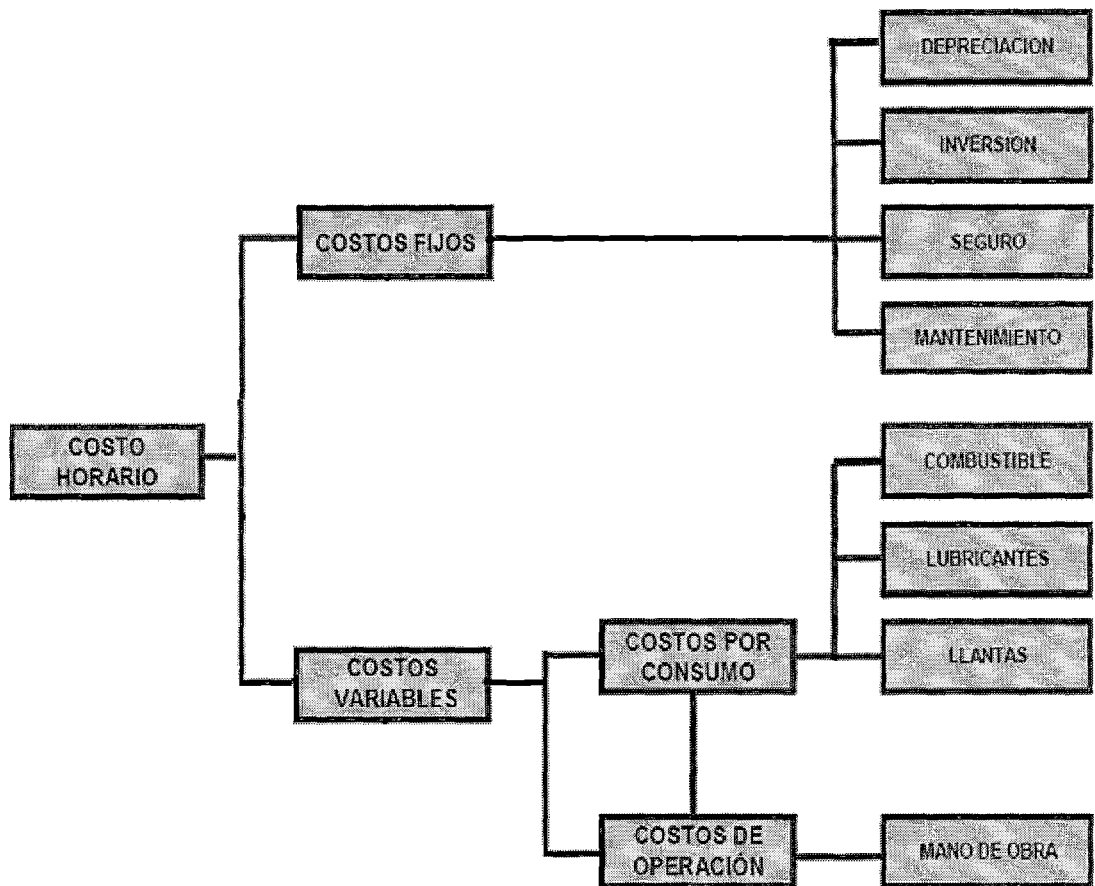 DEPRECIACION
INVERSION
COSTOS FIJOS
SEGURO
MANTENIMIENTO
COSTO
HORARIO
COMBUSTIBLE
LUBRICANTES
COSTOS POR
CONSUMO
LLANTAS
COSTOS
VARIABLES
COSTOS DE
OPERACIÓN
MANO DE OBRA